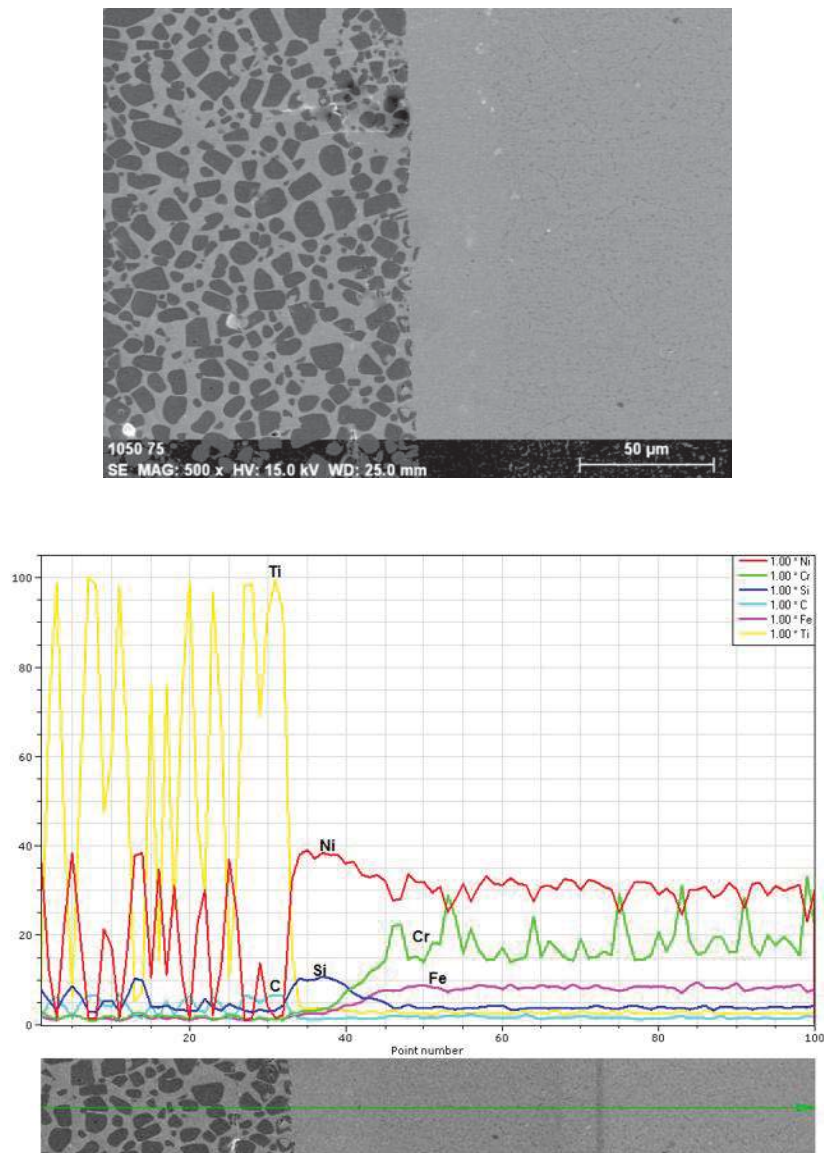 1050 75
SE MAG: 500 x HV: 15.0 kV WD: 25.0 mm
50 µm
100
80
60
40
20
0
Ti
Ni
C
Si
Cr
Fe
1.00 * Ni
1.00 * Cr
1.00 * Si
1.00 * C
1.00 * Fe
1.00 * Ti
20
40
60
80
100
Point number